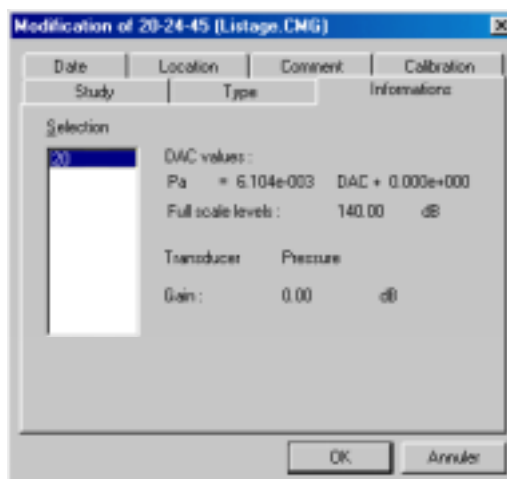 Modification of 20-24-45 (Listage.CMG)
Date Location Comment Calibration
Study Type Informations
Selection
20
DAC values :
Pa = 6.104e-003 DAC + 0.000e+000
Full scale levels : 140.00 dB
Transducer Pressure
Gain : 0.00 dB
OK Annuler